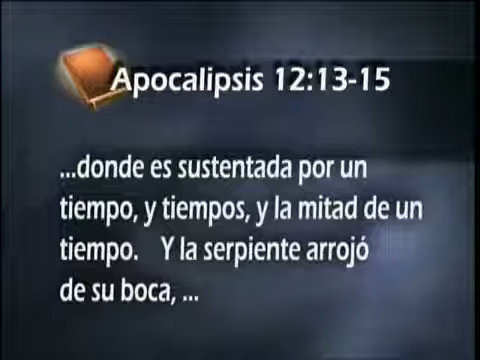 Apocalipsis 12:13-15
...donde es sustentada por un
tiempo, y tiempos, y la mitad de un
tiempo. Y la serpiente arrojó
de su boca, ...